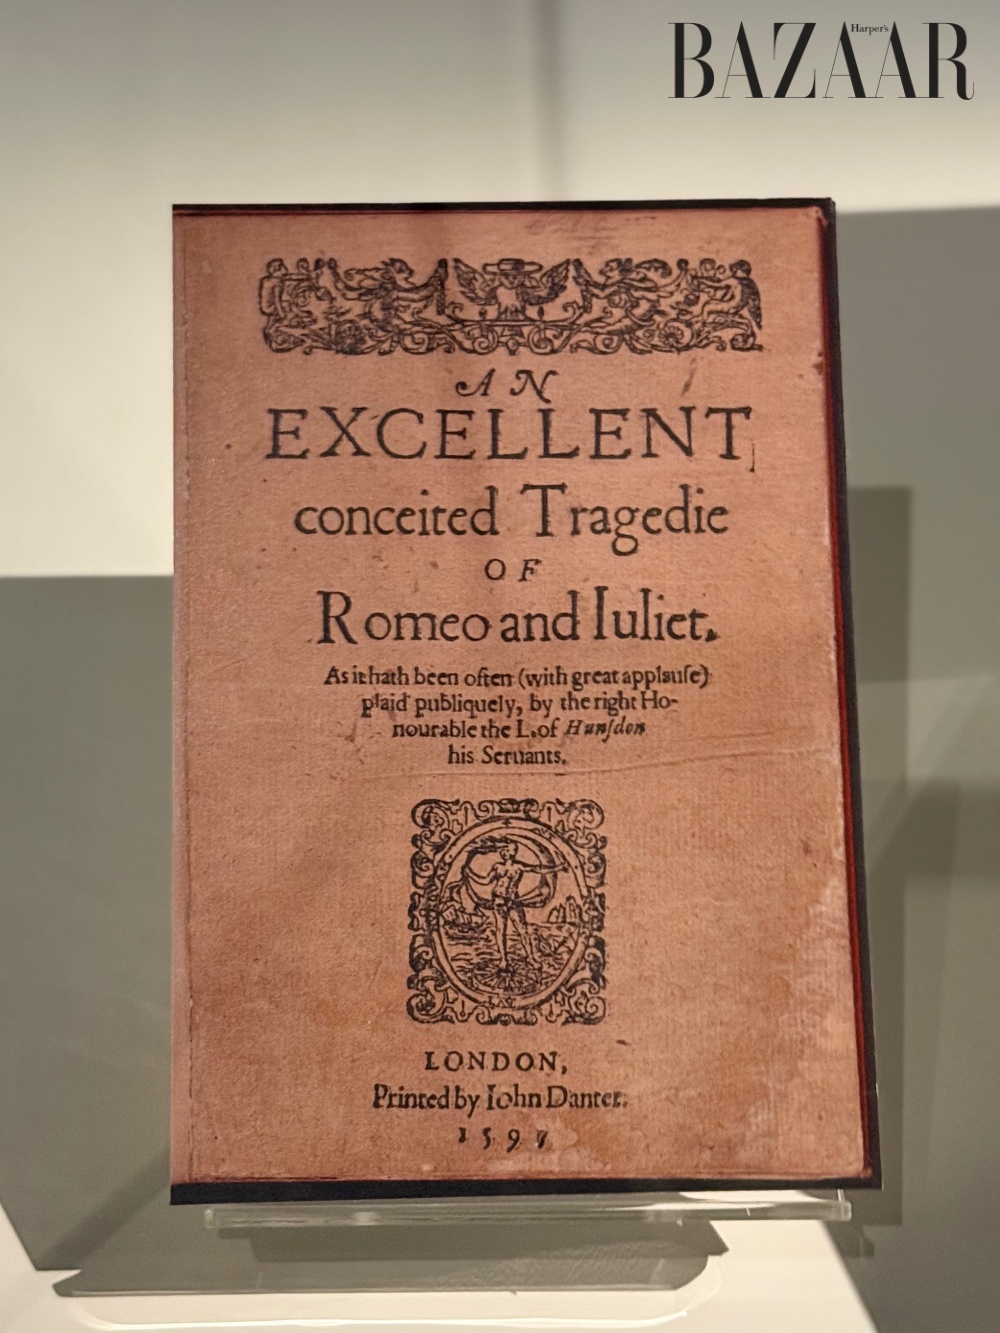 Harper's
BAZAAR
AN
EXCELLENT
conceited Tragedie
OF
Romeo and Iuliet.
As it hath been often (with great applauſe)
plaid publiquely, by the right Ho-
nourable the L. of Hunſdon
his Seruants.
LONDON,
Printed by Iohn Danter.
1597